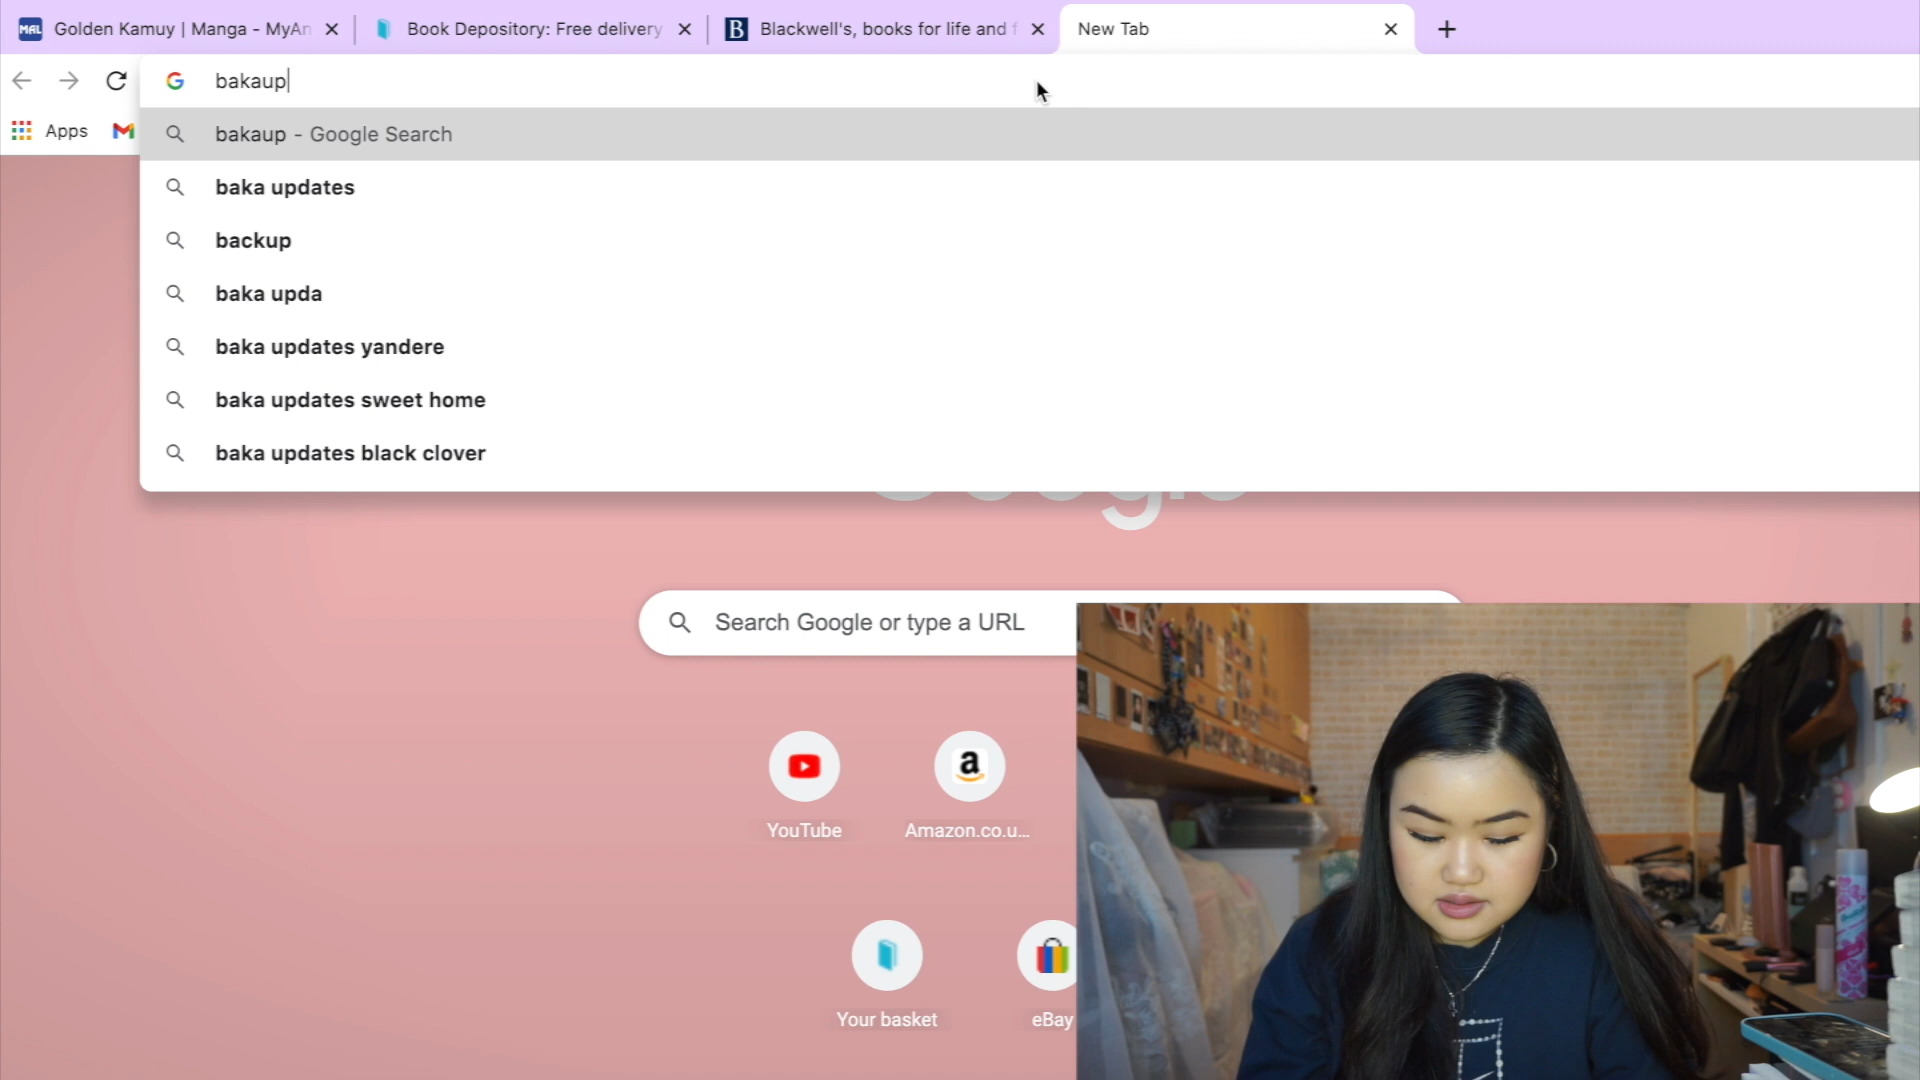 MAL Golden Kamuy | Manga - MyAn
Book Depository: Free delivery
B Blackwell's, books for life and f
New Tab
bakaup
Apps
bakaup - Google Search
baka updates
backup
baka upda
baka updates yandere
baka updates sweet home
baka updates black clover
Search Google or type a URL
YouTube
Amazon.co.u...
Your basket
eBay